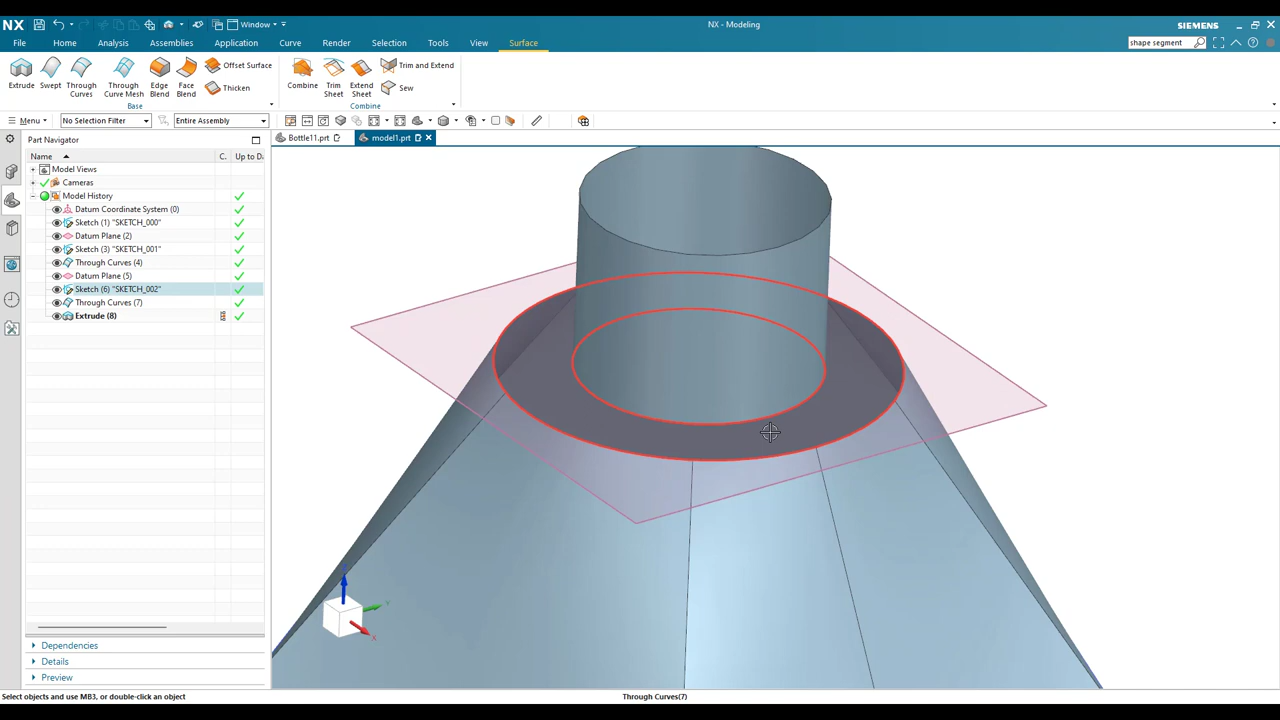 NX Window NX - Modeling SIEMENS
File Home Analysis Assemblies Application Curve Render Selection Tools View Surface shape segment
Extrude Swept Through Curves Through Curve Mesh Edge Blend Face Blend Offset Surface Thicken Combine Trim Sheet Extend Sheet Trim and Extend Sew
Base Combine
Menu No Selection Filter Entire Assembly
Part Navigator Bottle11.prt model1.prt
Name C. Up to Da
Model Views
Cameras
Model History
Datum Coordinate System (0)
Sketch (1) "SKETCH_000"
Datum Plane (2)
Sketch (3) "SKETCH_001"
Through Curves (4)
Datum Plane (5)
Sketch (6) "SKETCH_002"
Through Curves (7)
Extrude (8)
Y
X
Dependencies
Details
Preview
Select objects and use MB3, or double-click an object Through Curves(7)